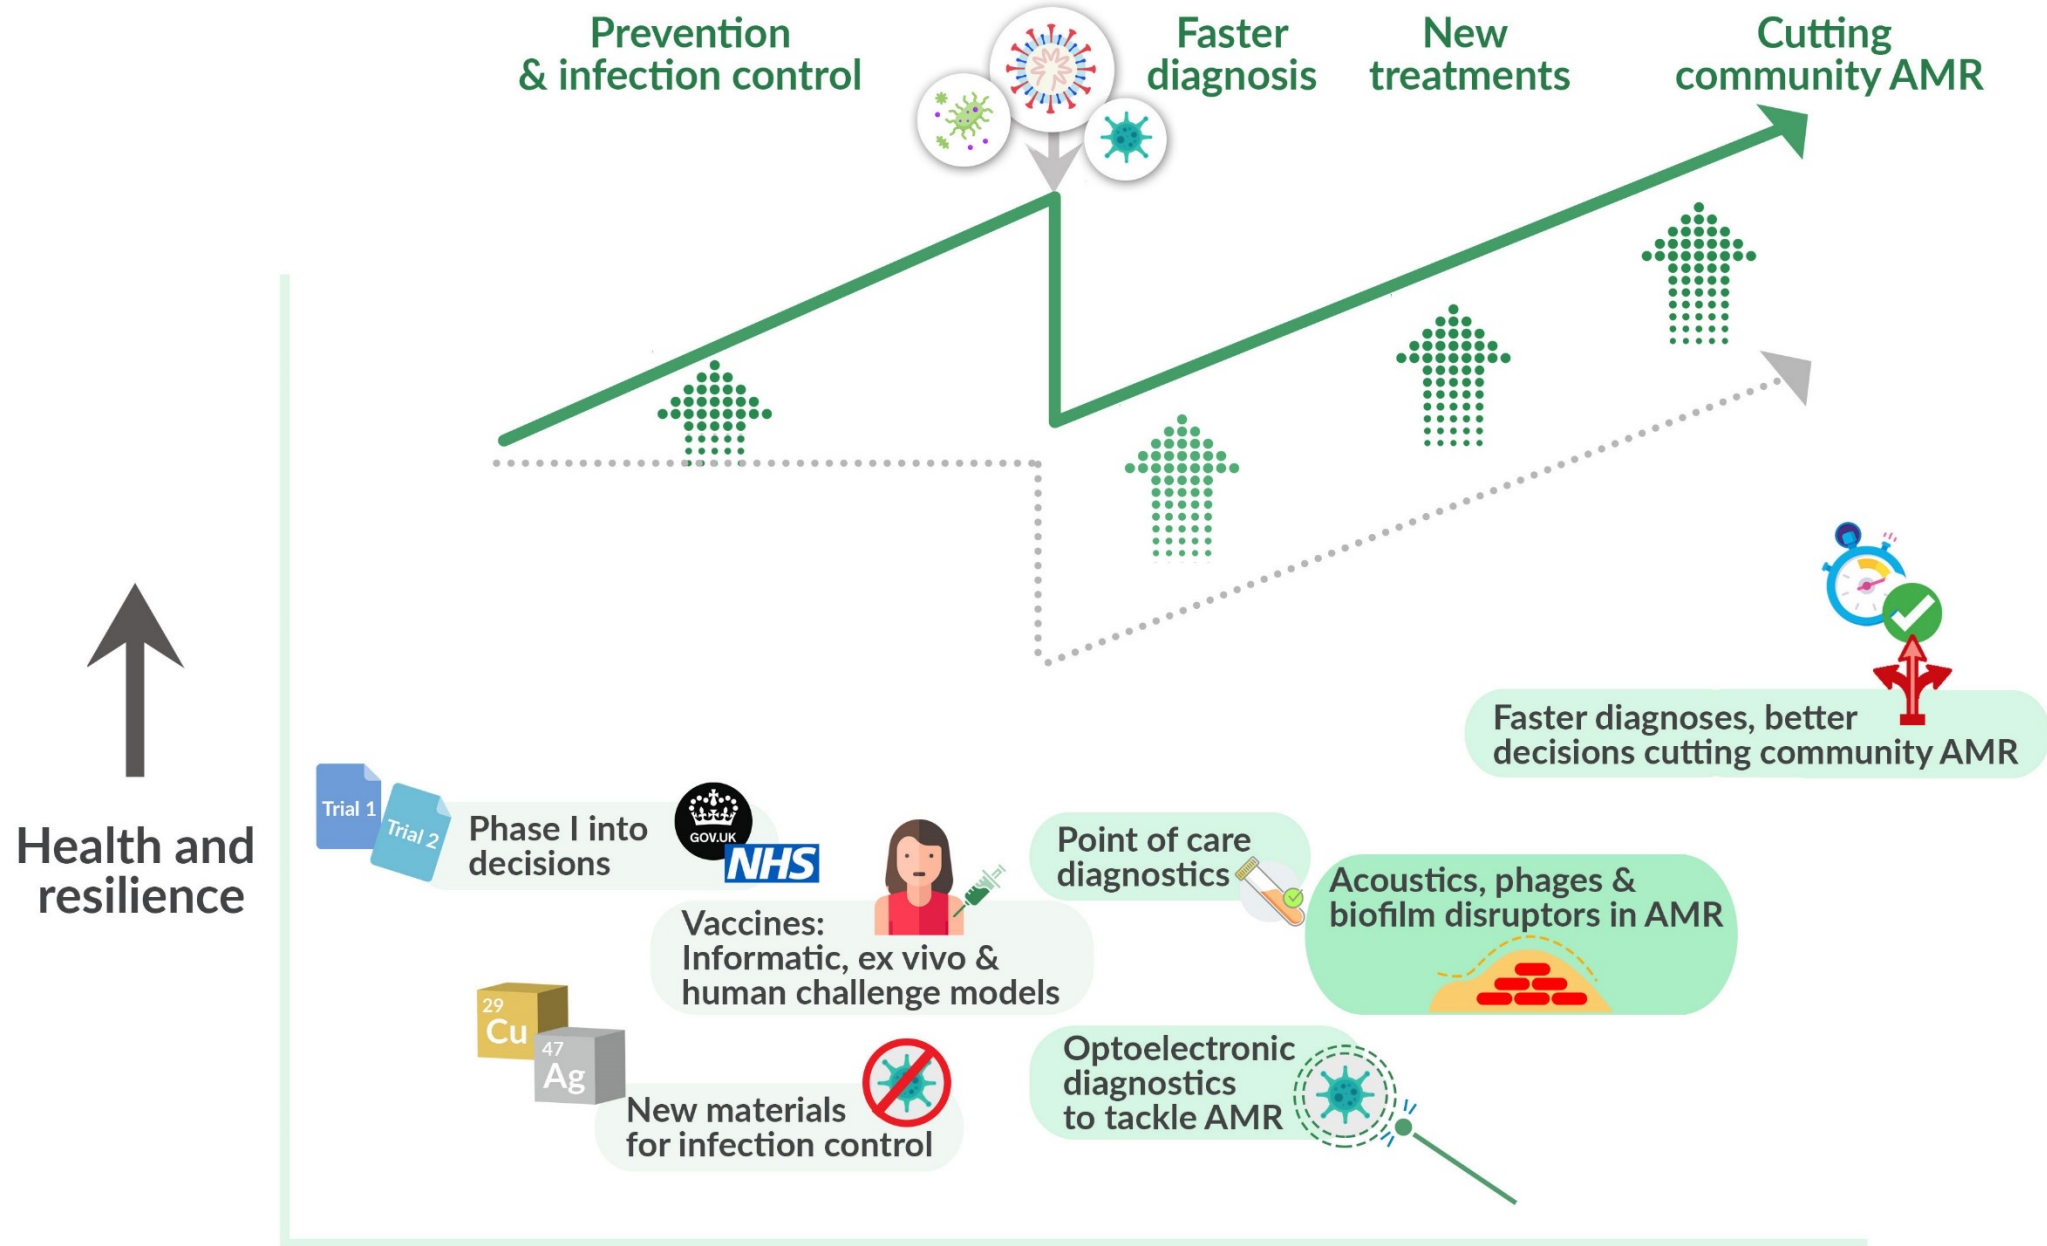 Prevention
& infection control
Faster
diagnosis
New
treatments
Cutting
community AMR
Health and
resilience
Faster diagnoses, better
decisions cutting community AMR
Trial 1
Trial 2
Phase I into
decisions
GOV.UK
NHS
Vaccines:
Informatic, ex vivo &
human challenge models
Point of care
diagnostics
Acoustics, phages &
biofilm disruptors in AMR
29
Cu
47
Ag
New materials
for infection control
Optoelectronic
diagnostics
to tackle AMR